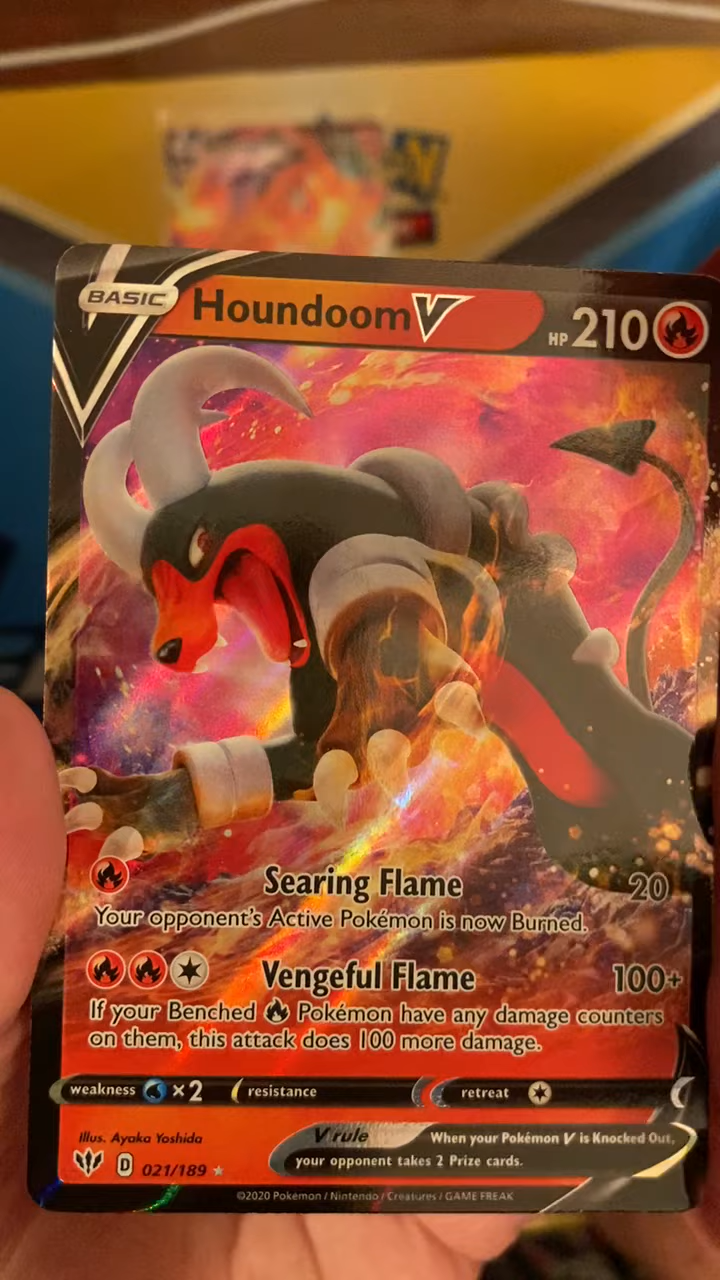 BASIC Houndoom V HP 210
Searing Flame 20
Your opponent's Active Pokémon is now Burned.
Vengeful Flame 100+
If your Benched Pokémon have any damage counters
on them, this attack does 100 more damage.
weakness ×2 resistance retreat
Illus. Ayaka Yoshida
V rule When your Pokémon V is Knocked Out,
your opponent takes 2 Prize cards.
D 021/189
©2020 Pokémon / Nintendo / Creatures / GAME FREAK